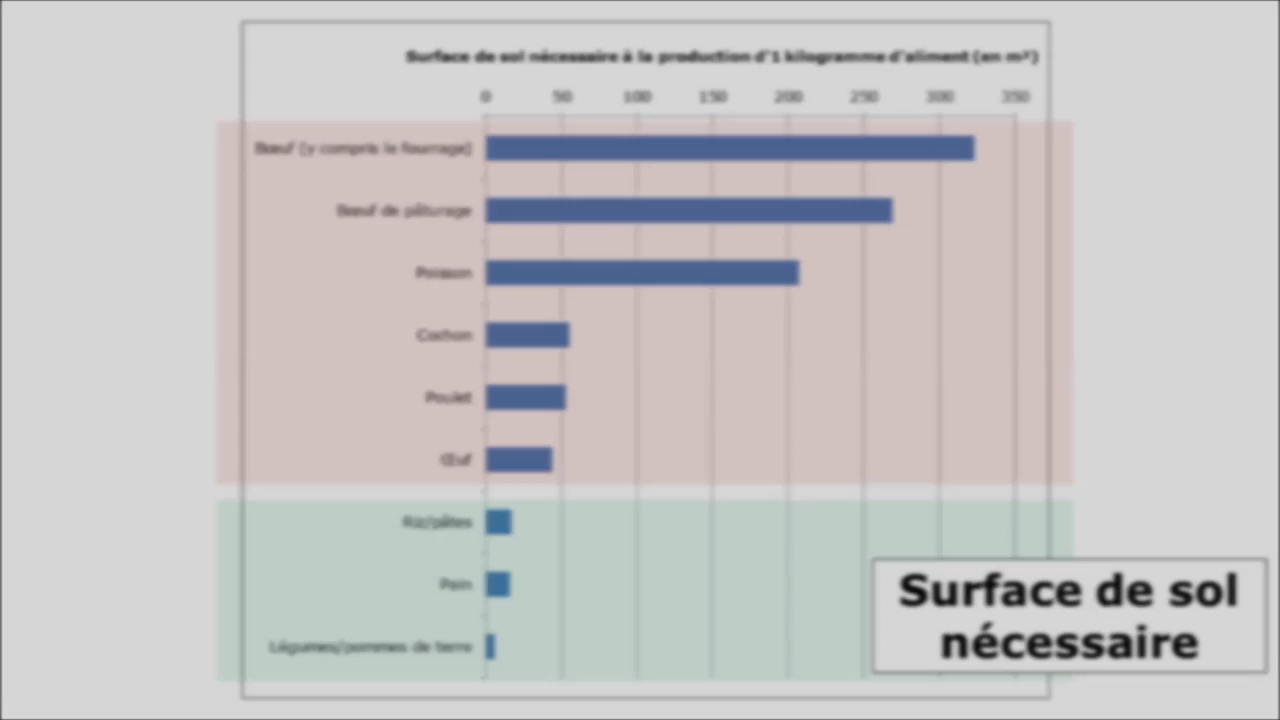 Surface de sol nécessaire à la production d'1 kilogramme d'aliment (en m²)
0 50 100 150 200 250 300 350
Bœuf (y compris le fourrage)
Bœuf de pâturage
Poisson
Cochon
Poulet
Œuf
Riz/pâtes
Pain
Légumes/pommes de terre
Surface de sol
nécessaire